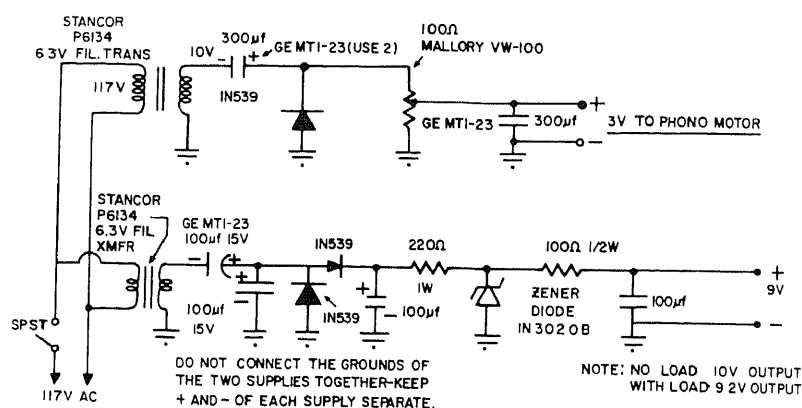 STANCOR
P6134
6.3V FIL. TRANS
117V
10V
300µf
- +
GE MT1-23 (USE 2)
1N539
100Ω
MALLORY VW-100
GE MT1-23
300µf
+
3V TO PHONO MOTOR
-
STANCOR
P6134
6.3V FIL
XMFR
GE MT1-23
100µf 15V
- +
+
-
100µf
15V
1N539
1N539
+
-
100µf
220Ω
1W
100Ω 1/2W
ZENER
DIODE
IN3020B
100µf
+
9V
-
SPST
117V AC
DO NOT CONNECT THE GROUNDS OF
THE TWO SUPPLIES TOGETHER-KEEP
+ AND - OF EACH SUPPLY SEPARATE.
NOTE: NO LOAD 10V OUTPUT
WITH LOAD 9 2V OUTPUT